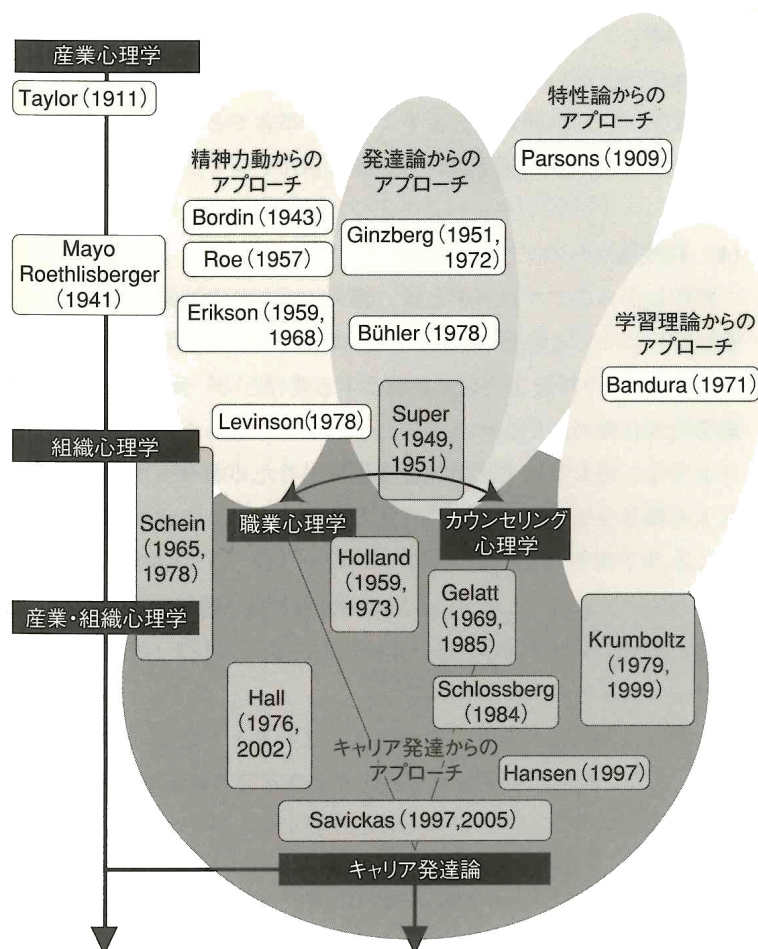 産業心理学
Taylor(1911)
特性論からの
アプローチ
Parsons(1909)
精神力動からの
アプローチ
発達論からの
アプローチ
Bordin(1943)
Ginzberg(1951,
1972)
Mayo
Roethlisberger
(1941)
Roe(1957)
Erikson(1959,
1968)
Bühler(1978)
学習理論からの
アプローチ
Bandura(1971)
Levinson(1978)
Super
(1949,
1951)
組織心理学
Schein
(1965,
1978)
職業心理学
カウンセリング
心理学
Holland
(1959,
1973)
Gelatt
(1969,
1985)
産業・組織心理学
Krumboltz
(1979,
1999)
Hall
(1976,
2002)
Schlossberg
(1984)
キャリア発達からの
アプローチ
Hansen(1997)
Savickas(1997,2005)
キャリア発達論